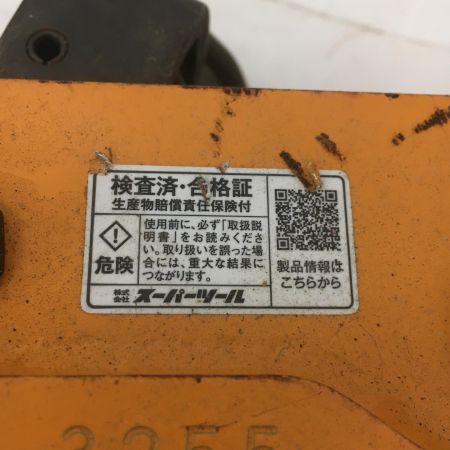 検査済・合格証
生産物賠償責任保険付
危険
使用前に、必ず「取扱説
明書」をお読みくださ
い。取り扱いを誤った場
合には、重大な結果に
つながります。
株式会社 スーパーツール
製品情報は
こちらから
3255